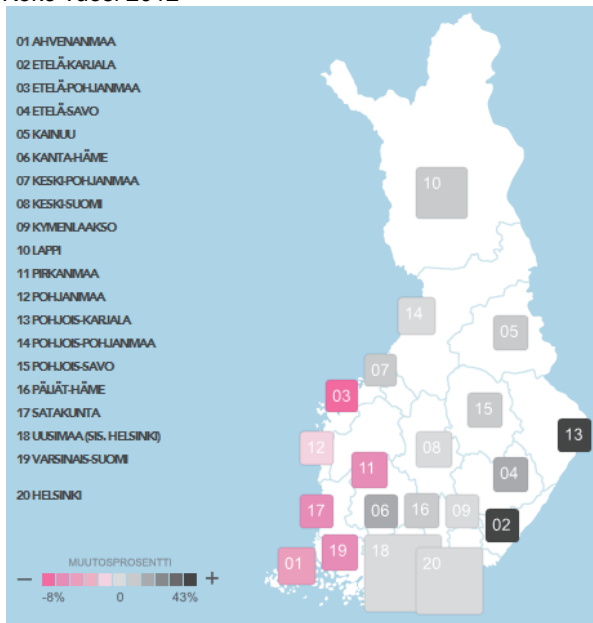 Koko vuosi 2012
01 AHVENANMAA
02 ETELÄ-KARJALA
03 ETELÄ-POHJANMAA
04 ETELÄ-SAVO
05 KAINUU
06 KANTA-HÄME
07 KESKI-POHJANMAA
08 KESKI-SUOMI
09 KYMENLAAKSO
10 LAPPI
11 PIRKANMAA
12 POHJANMAA
13 POHJOIS-KARJALA
14 POHJOIS-POHJANMAA
15 POHJOIS-SAVO
16 PÄIJÄT-HÄME
17 SATAKUNTA
18 UUSIMAA (SIS. HELSINKI)
19 VARSINAIS-SUOMI
20 HELSINKI
10
14
05
07
03
15
13
12
08
11
04
17
06
16
09
02
19
18
01
20
MUUTOSPROSENTTI
− +
-8% 0 43%